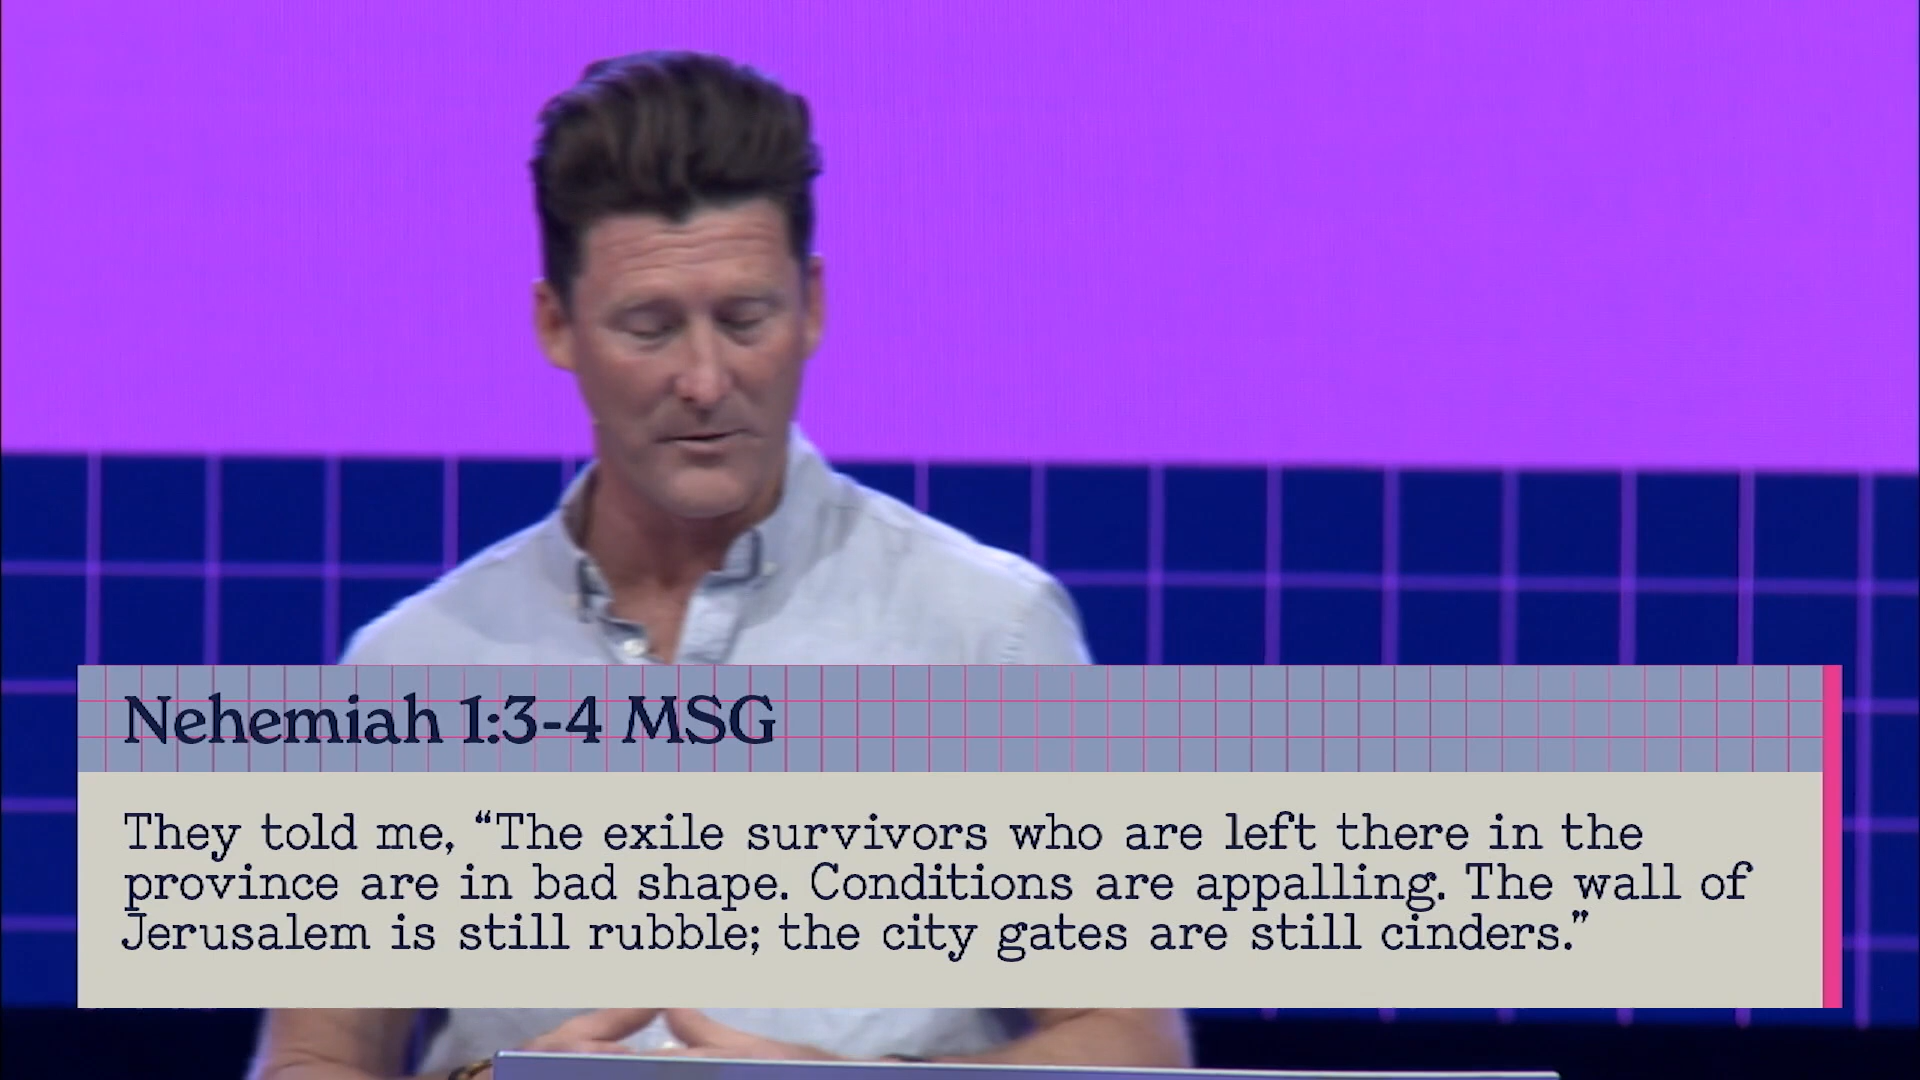 Nehemiah 1:3-4 MSG
They told me, “The exile survivors who are left there in the
province are in bad shape. Conditions are appalling. The wall of
Jerusalem is still rubble; the city gates are still cinders.”